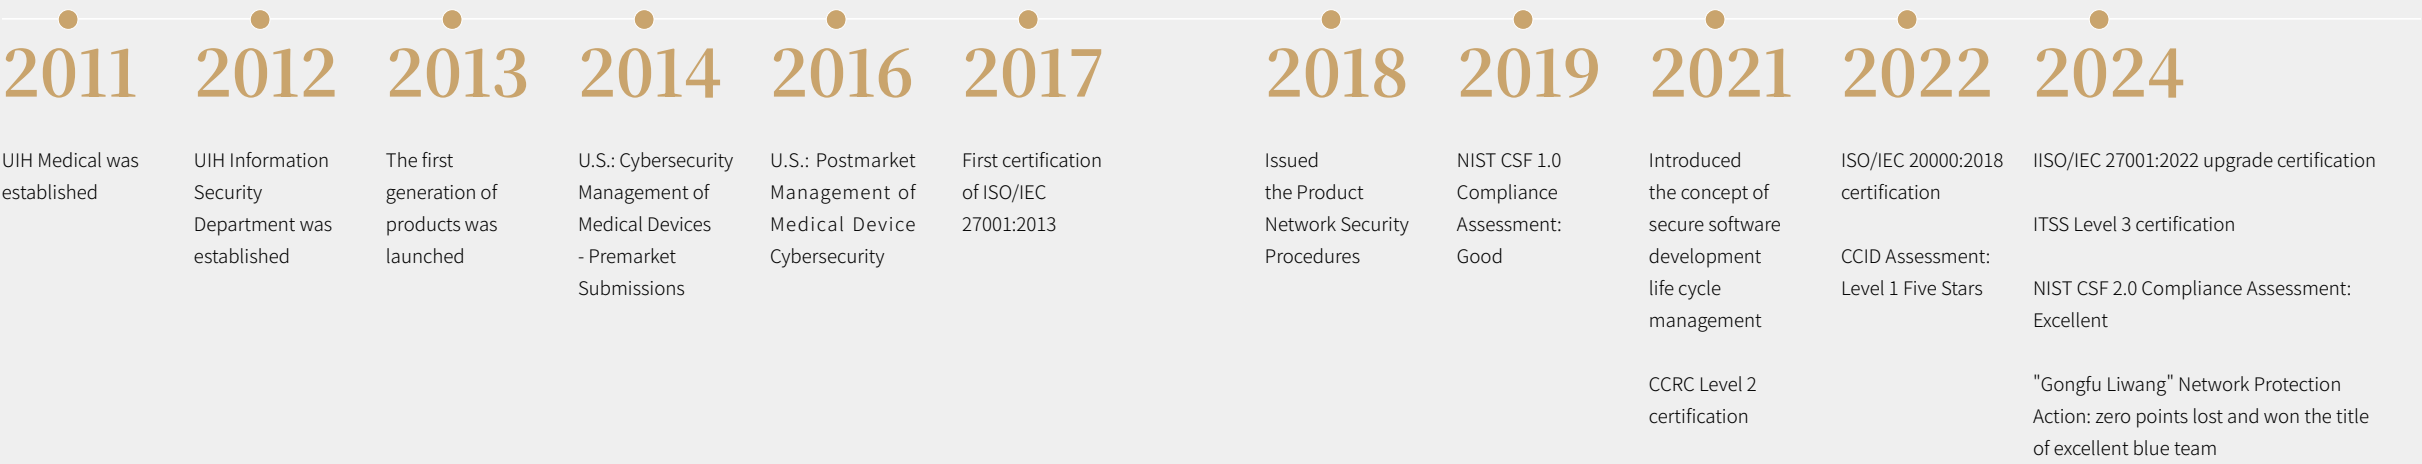 2011
UIH Medical was
established
2012
UIH Information
Security
Department was
established
2013
The first
generation of
products was
launched
2014
U.S.: Cybersecurity
Management of
Medical Devices
- Premarket
Submissions
2016
U.S.: Postmarket
Management of
Medical Device
Cybersecurity
2017
First certification
of ISO/IEC
27001:2013
2018
Issued
the Product
Network Security
Procedures
2019
NIST CSF 1.0
Compliance
Assessment:
Good
2021
Introduced
the concept of
secure software
development
life cycle
management
CCRC Level 2
certification
2022
ISO/IEC 20000:2018
certification
CCID Assessment:
Level 1 Five Stars
2024
IISO/IEC 27001:2022 upgrade certification
ITSS Level 3 certification
NIST CSF 2.0 Compliance Assessment:
Excellent
"Gongfu Liwang" Network Protection
Action: zero points lost and won the title
of excellent blue team